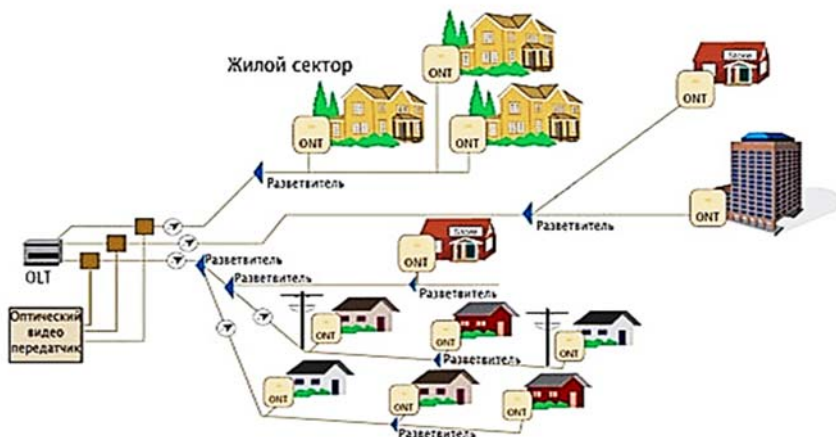 Жилой сектор
ONT
ONT
ONT
ONT
Разветвитель
ONT
Разветвитель
OLT
Разветвитель
ONT
Разветвитель
Разветвитель
Оптический
видео
передатчик
ONT
ONT
ONT
Разветвитель
ONT
ONT
ONT
Разветвитель